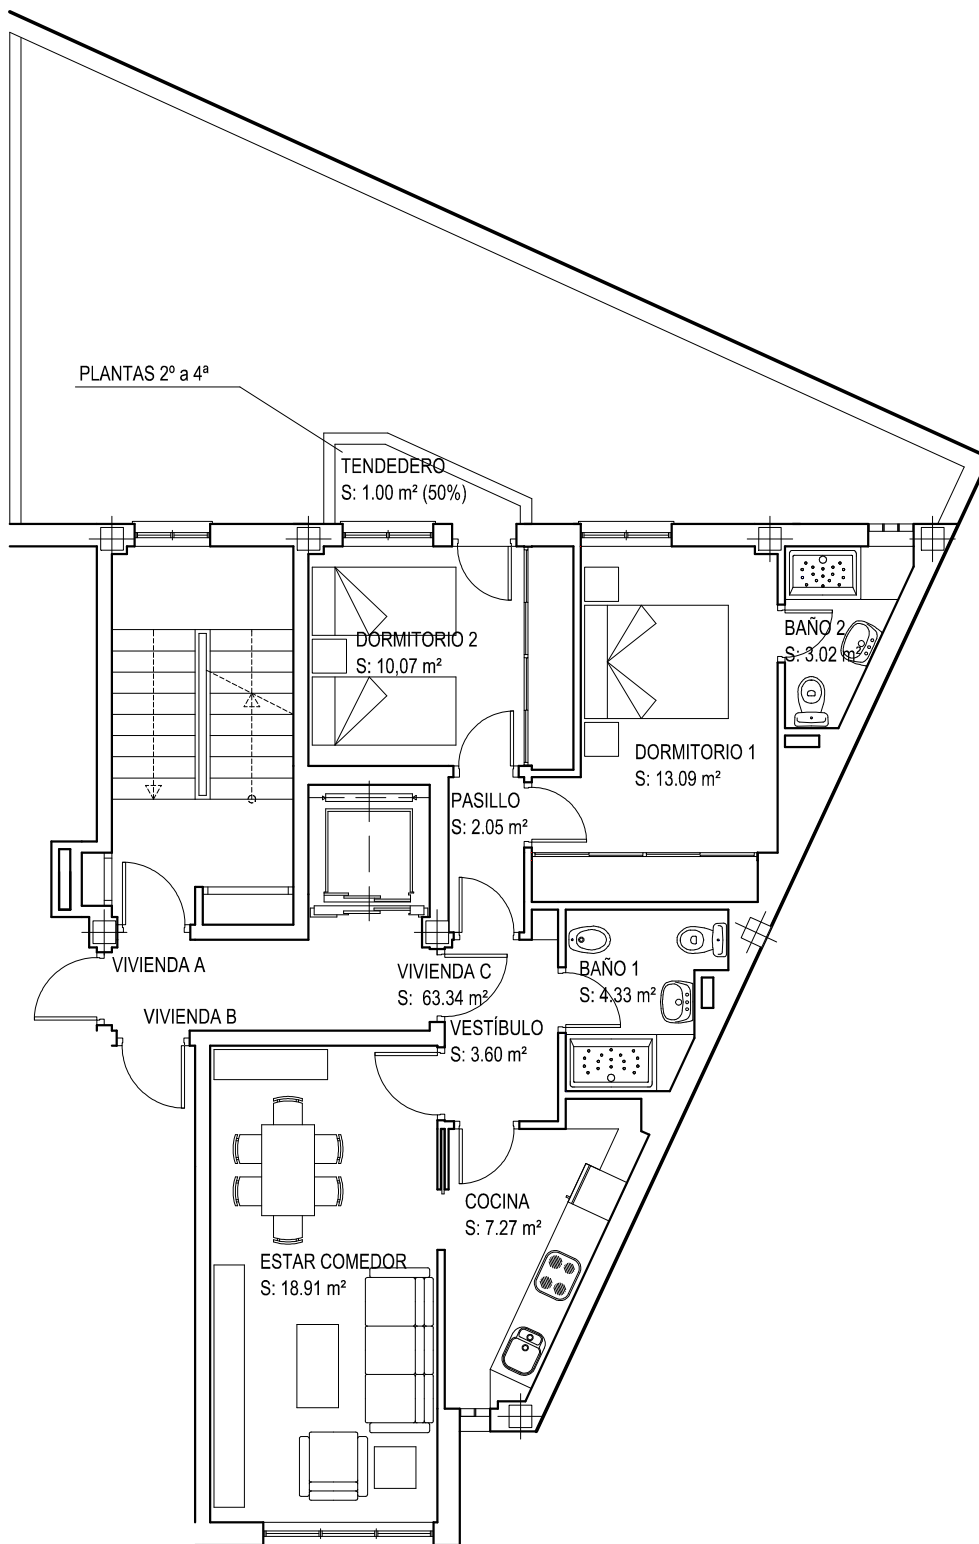 PLANTAS 2º a 4ª
TENDEDERO
S: 1.00 m² (50%)
DORMITORIO 2
S: 10,07 m²
BAÑO 2
S: 3.02 m²
DORMITORIO 1
S: 13.09 m²
PASILLO
S: 2.05 m²
VIVIENDA A
VIVIENDA C
S: 63.34 m²
BAÑO 1
S: 4.33 m²
VIVIENDA B
VESTÍBULO
S: 3.60 m²
COCINA
S: 7.27 m²
ESTAR COMEDOR
S: 18.91 m²